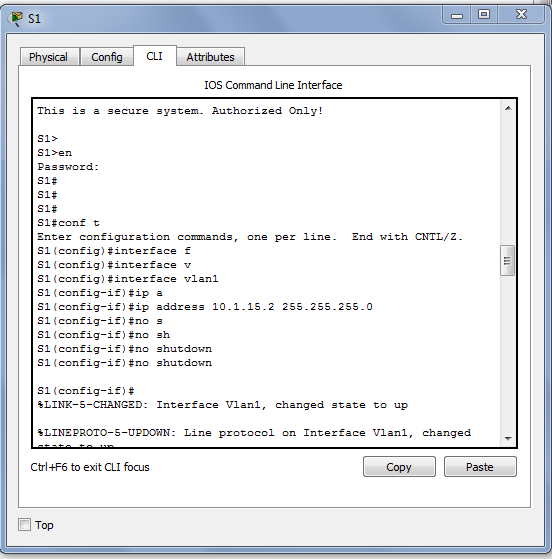 S1
Physical Config CLI Attributes
IOS Command Line Interface
This is a secure system. Authorized Only!
S1>
S1>en
Password:
S1#
S1#
S1#
S1#conf t
Enter configuration commands, one per line.  End with CNTL/Z.
S1(config)#interface f
S1(config)#interface v
S1(config)#interface vlan1
S1(config-if)#ip a
S1(config-if)#ip address 10.1.15.2 255.255.255.0
S1(config-if)#no s
S1(config-if)#no sh
S1(config-if)#no shutdown
S1(config-if)#no shutdown
S1(config-if)#
%LINK-5-CHANGED: Interface Vlan1, changed state to up
%LINEPROTO-5-UPDOWN: Line protocol on Interface Vlan1, changed
state to up
Ctrl+F6 to exit CLI focus
Copy Paste
Top